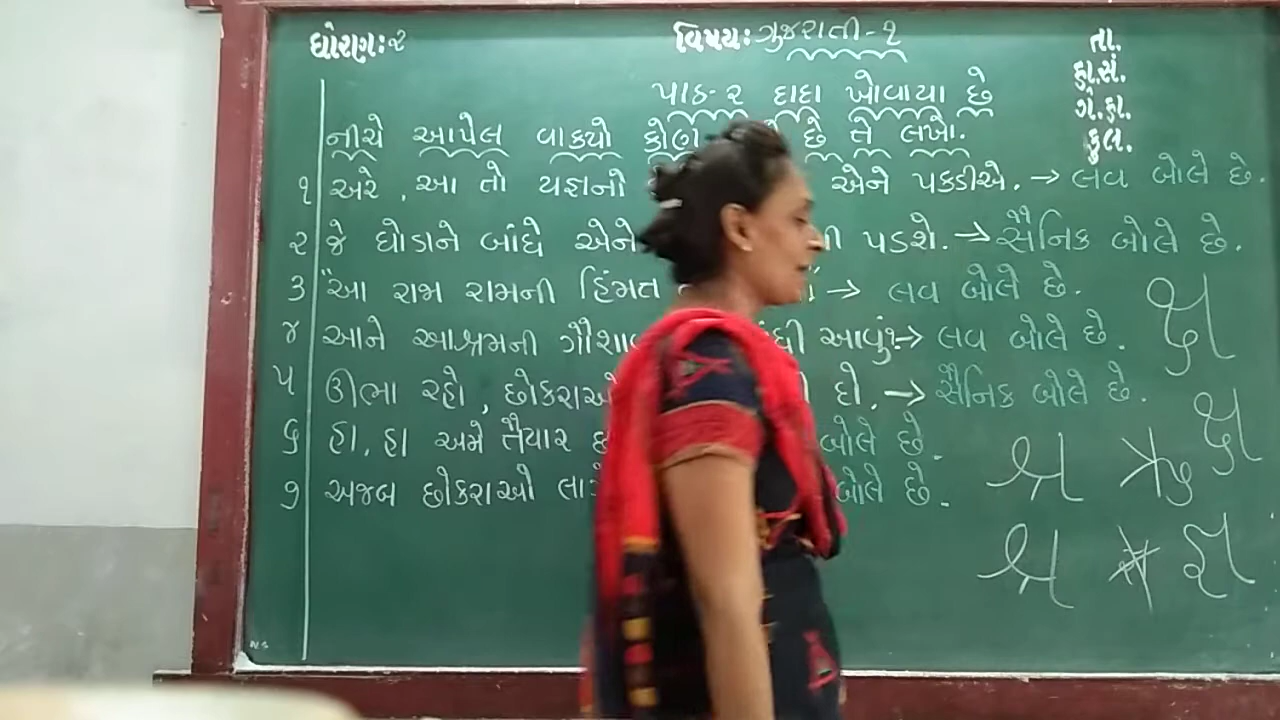 ધોરણ:૨ વિષય: ગુજરાતી-૧ તા.
હા.સં.
પાઠ-૨ દાદા ખોવાયા છે ગે.હા.
નીચે આપેલ વાક્યો કોણ છે તે લખો. કુલ.
૧ અરે, આ તો યજ્ઞનો એને પકડીએ. → લવ બોલે છે.
૨ જે ઘોડાને બાંધે એને પડશે. → સૈનિક બોલે છે.
૩ "આ રામ રામની હિંમત → લવ બોલે છે.
૪ આને આશ્રમની આવું? → લવ બોલે છે.
૫ ઊભા રહો, છોકરાઓ દો. → સૈનિક બોલે છે.
૬ હા, હા અમે તૈયાર બોલે છે.
૭ અજબ છોકરાઓ બોલે છે.
ક્ષ
ક્ષ
શ્ર
શ્ર જ્ઞ